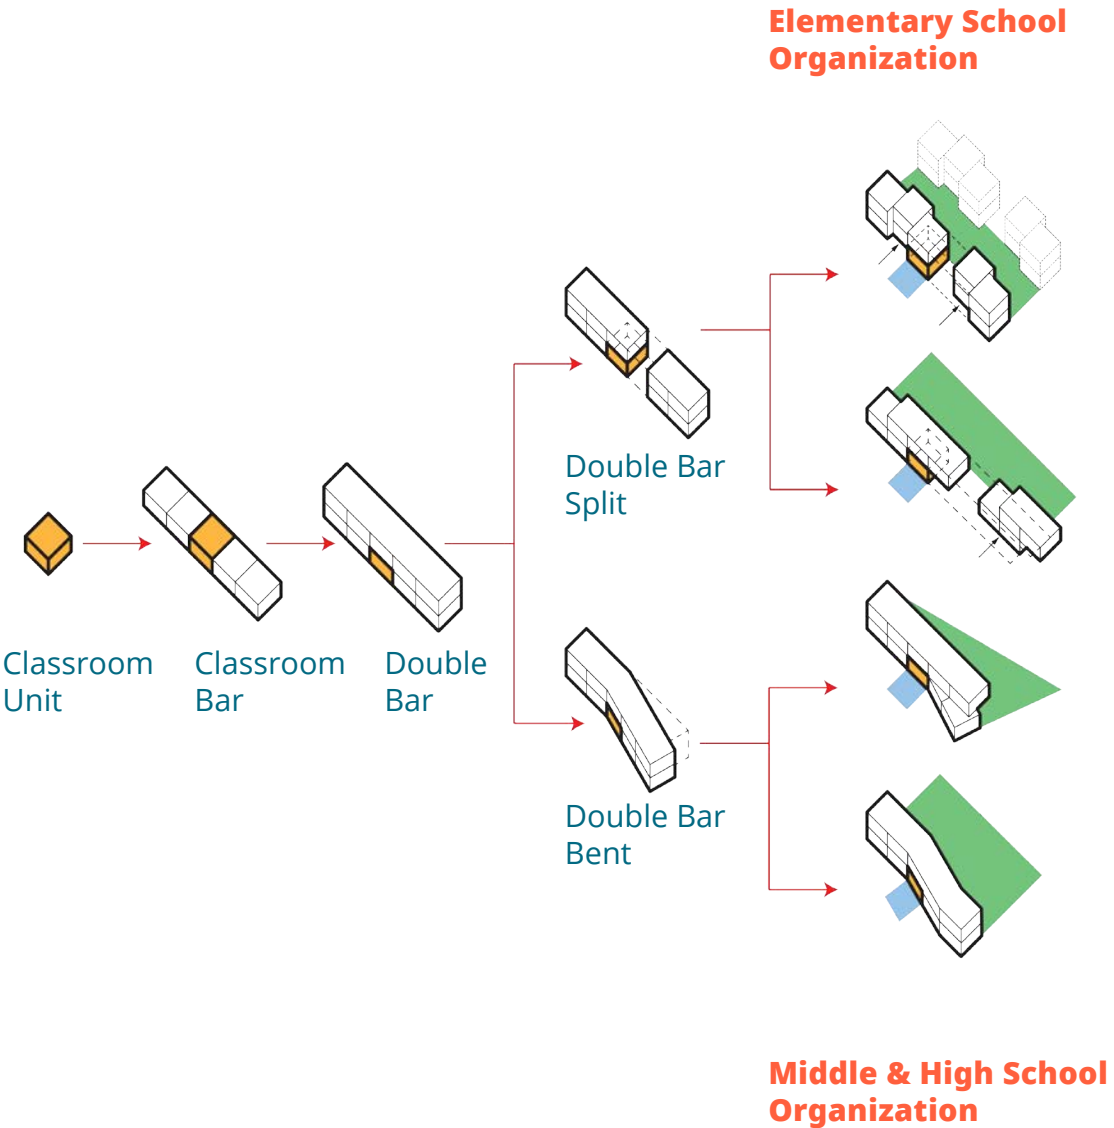 Elementary School
Organization
Double Bar
Split
Classroom
Unit
Classroom
Bar
Double
Bar
Double Bar
Bent
Middle & High School
Organization